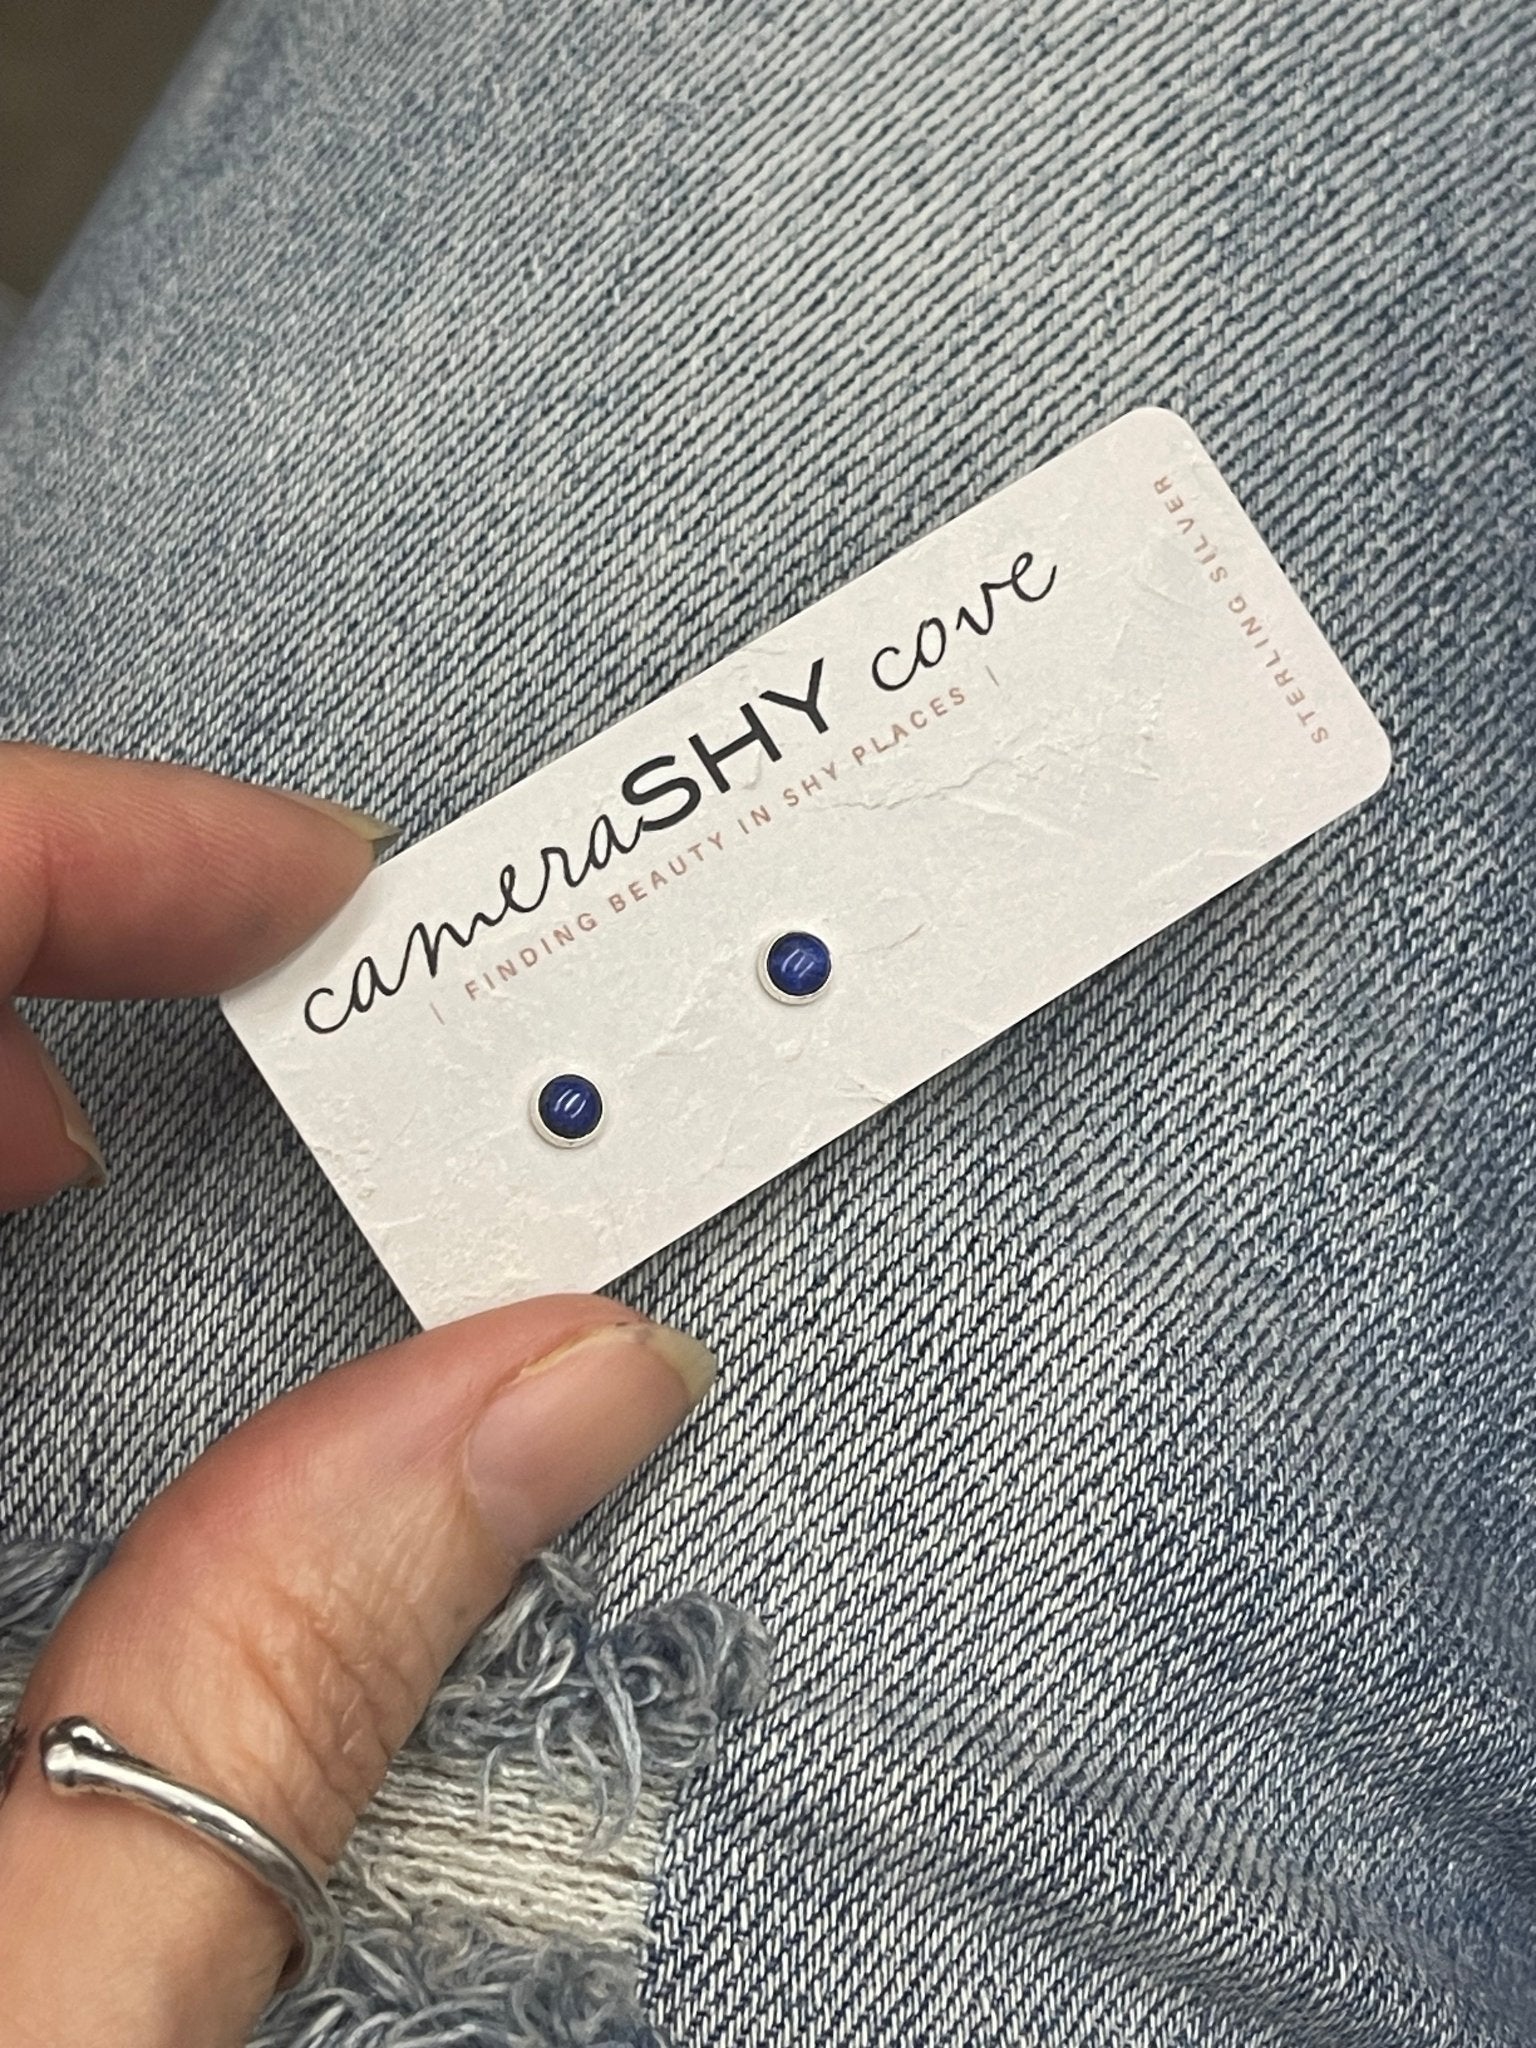 cameraSHY cove
| FINDING BEAUTY IN SHY PLACES |
STERLING SILVER